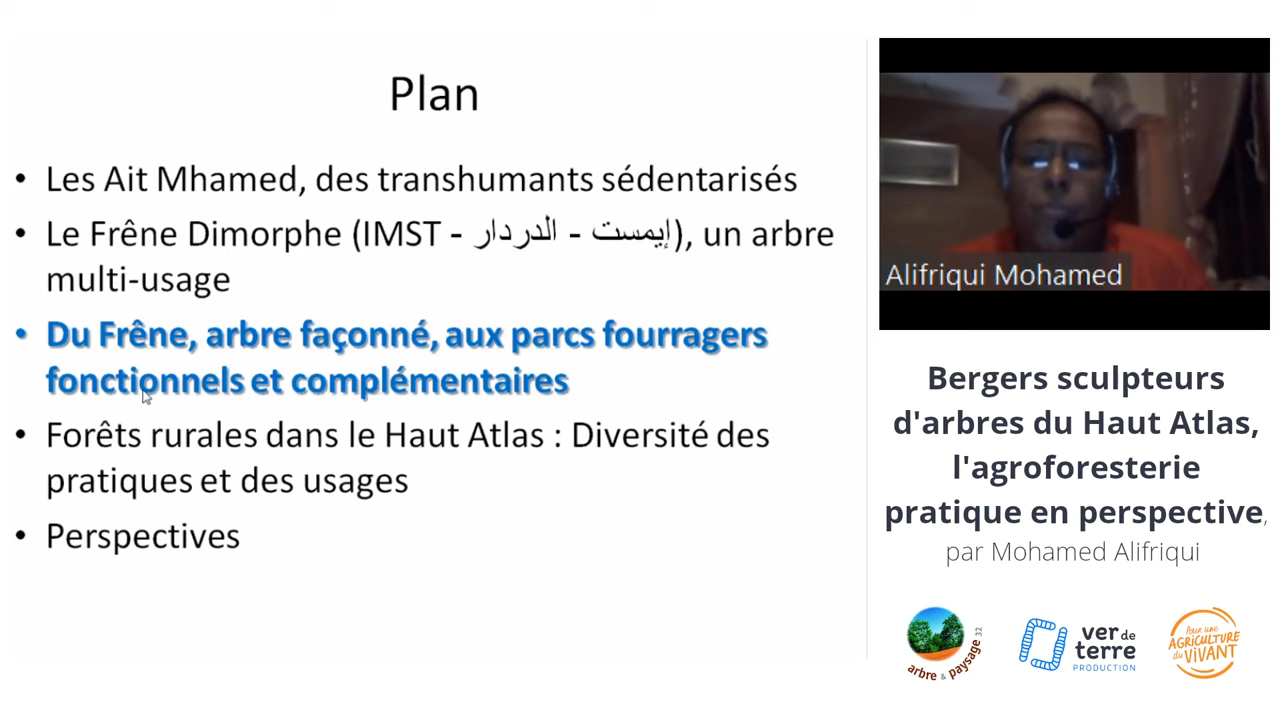 Plan
• Les Ait Mhamed, des transhumants sédentarisés
• Le Frêne Dimorphe (IMST - الدردار - إيمست), un arbre
multi-usage
• Du Frêne, arbre façonné, aux parcs fourragers
fonctionnels et complémentaires
• Forêts rurales dans le Haut Atlas : Diversité des
pratiques et des usages
• Perspectives
Alifriqui Mohamed
Bergers sculpteurs
d'arbres du Haut Atlas,
l'agroforesterie
pratique en perspective,
par Mohamed Alifriqui
arbre & paysage 32
ver de
terre
PRODUCTION
Pour une
AGRICULTURE
du VIVANT